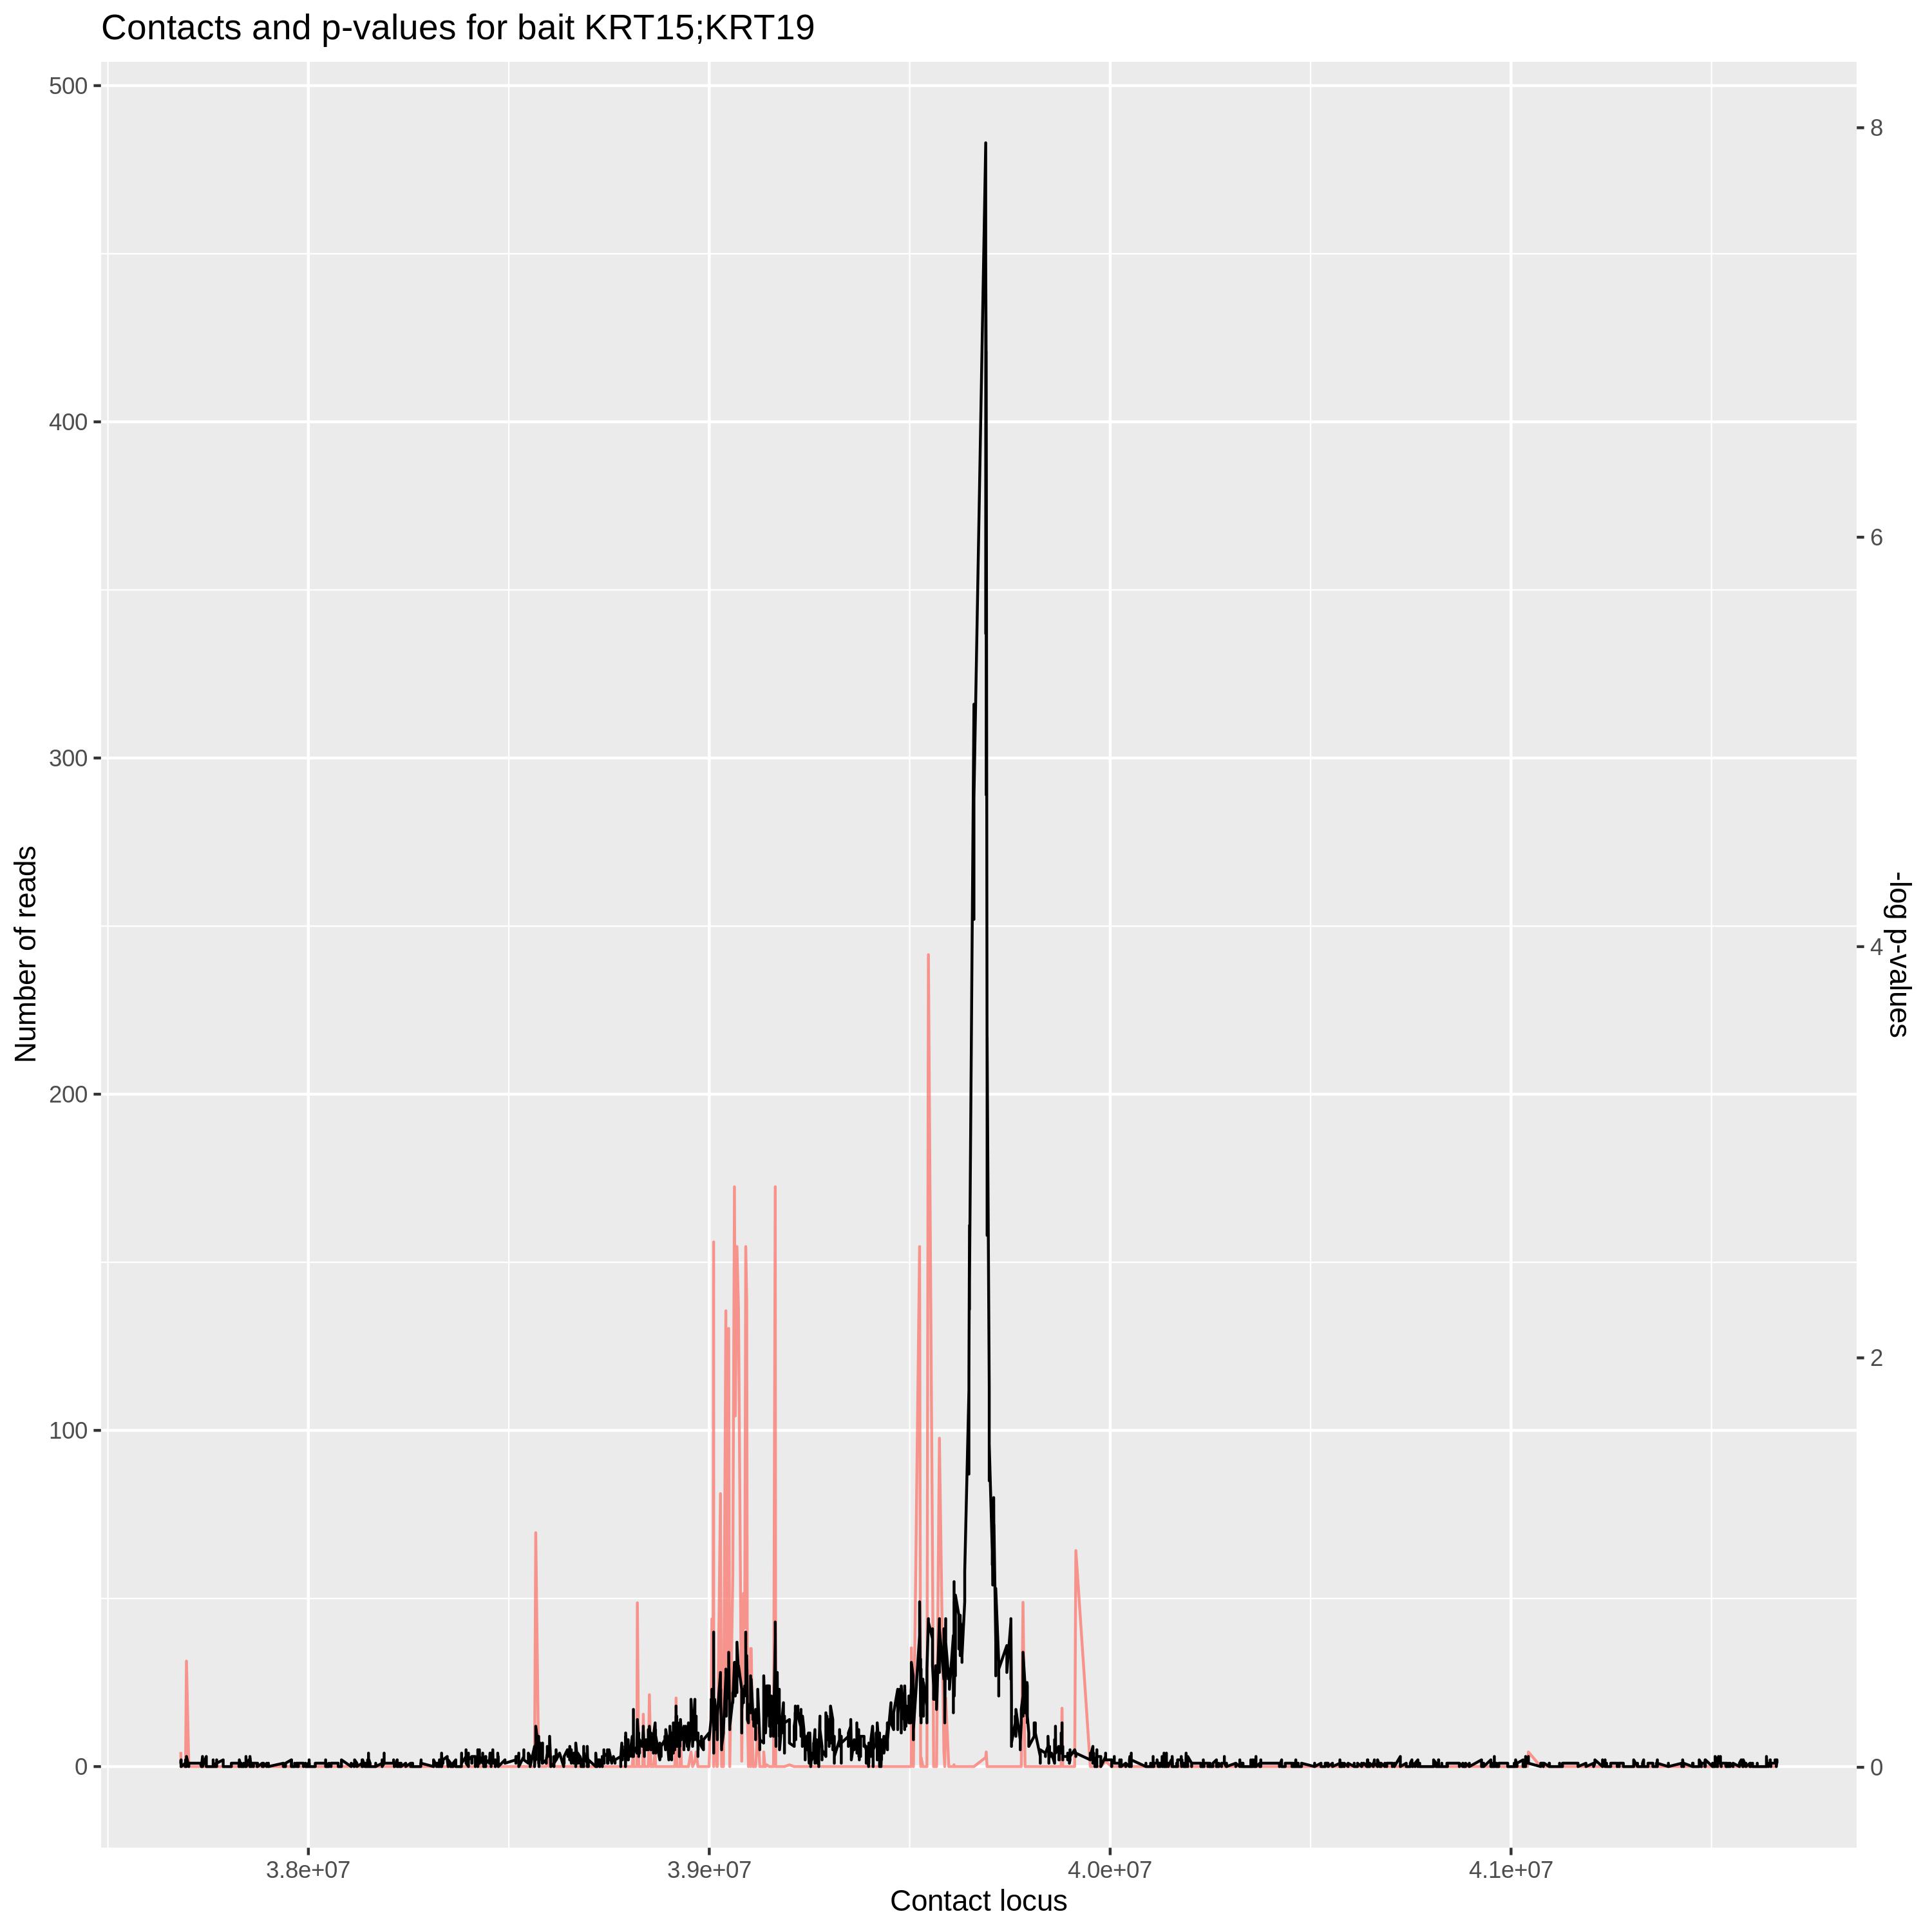 Contacts and p-values for bait KRT15;KRT19
500
400
300
200
100
0
Number of reads
8
6
4
2
0
-log p-values
3.8e+07
3.9e+07
4.0e+07
4.1e+07
Contact locus